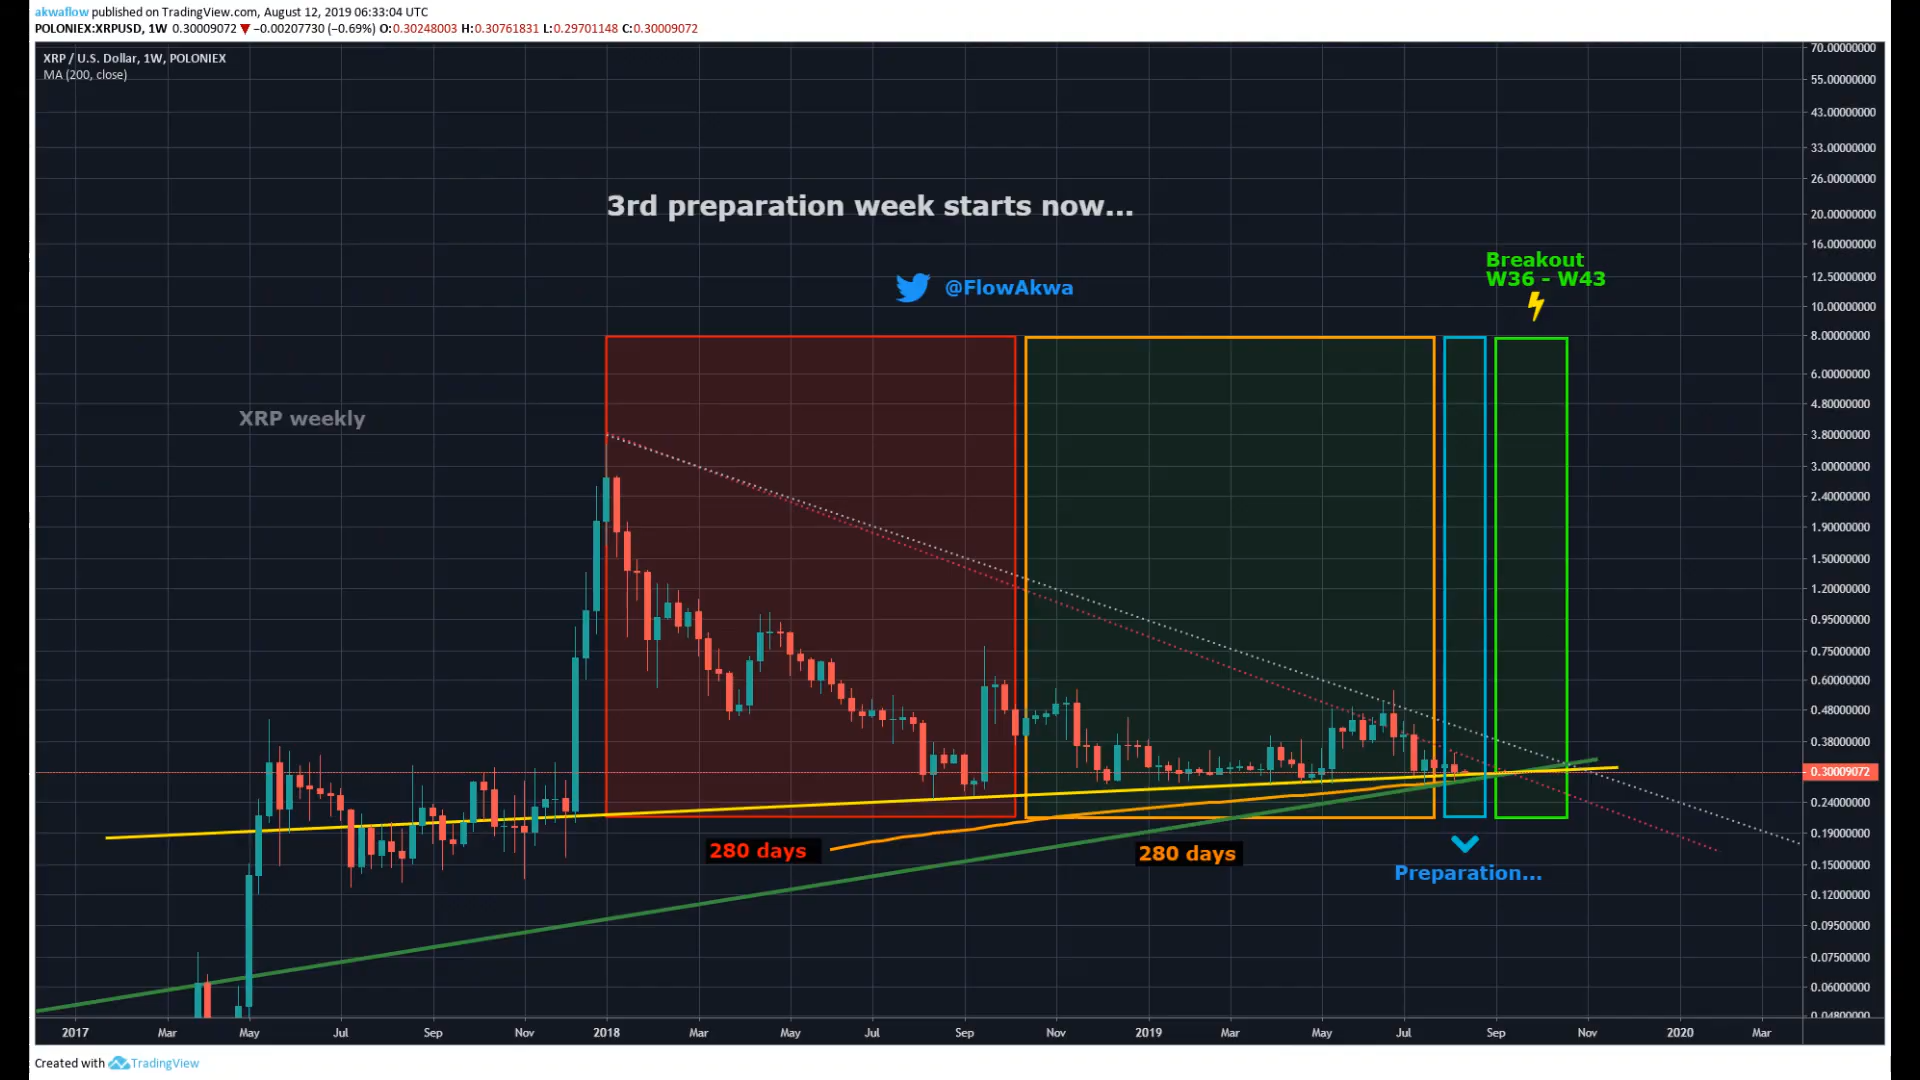 akwaflow published on TradingView.com, August 12, 2019 06:33:04 UTC
POLONIEX:XRPUSD, 1W 0.30009072 ▼ −0.00207730 (−0.69%) O:0.30248003 H:0.30761831 L:0.29701148 C:0.30009072
XRP / U.S. Dollar, 1W, POLONIEX
MA (200, close)
3rd preparation week starts now...
@FlowAkwa
Breakout
W36 - W43
XRP weekly
280 days
280 days
Preparation...
70.00000000
55.00000000
43.00000000
33.00000000
26.00000000
20.00000000
16.00000000
12.50000000
10.00000000
8.00000000
6.00000000
4.80000000
3.80000000
3.00000000
2.40000000
1.90000000
1.50000000
1.20000000
0.95000000
0.75000000
0.60000000
0.48000000
0.38000000
0.30009072
0.24000000
0.19000000
0.15000000
0.12000000
0.09500000
0.07500000
0.06000000
0.04800000
2017 Mar May Jul Sep Nov 2018 Mar May Jul Sep Nov 2019 Mar May Jul Sep Nov 2020 Mar
Created with TradingView